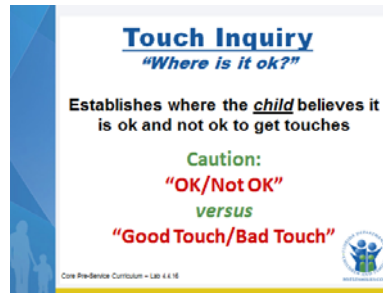 Touch Inquiry
“Where is it ok?”
Establishes where the child believes it
is ok and not ok to get touches
Caution:
“OK/Not OK”
versus
“Good Touch/Bad Touch”
Core Pre-Service Curriculum – Lab 4.4.16